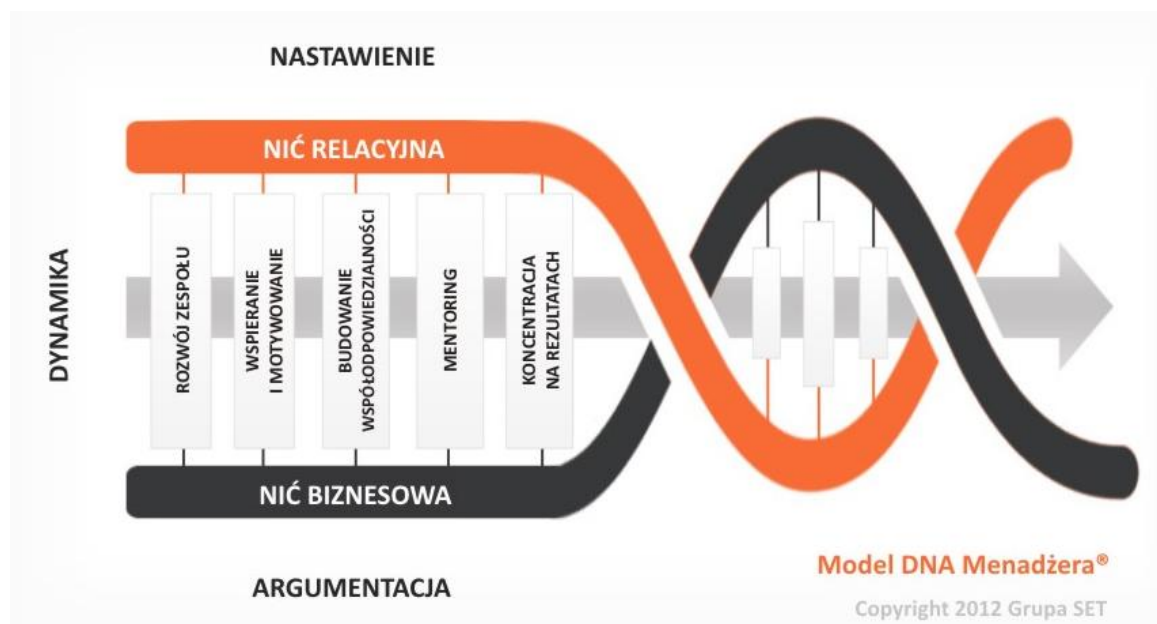 NASTAWIENIE
NIĆ RELACYJNA
DYNAMIKA
ROZWÓJ ZESPOŁU
WSPIERANIE
I MOTYWOWANIE
BUDOWANIE
WSPÓŁODPOWIEDZIALNOŚCI
MENTORING
KONCENTRACJA
NA REZULTATACH
NIĆ BIZNESOWA
ARGUMENTACJA
Model DNA Menadżera®
Copyright 2012 Grupa SET